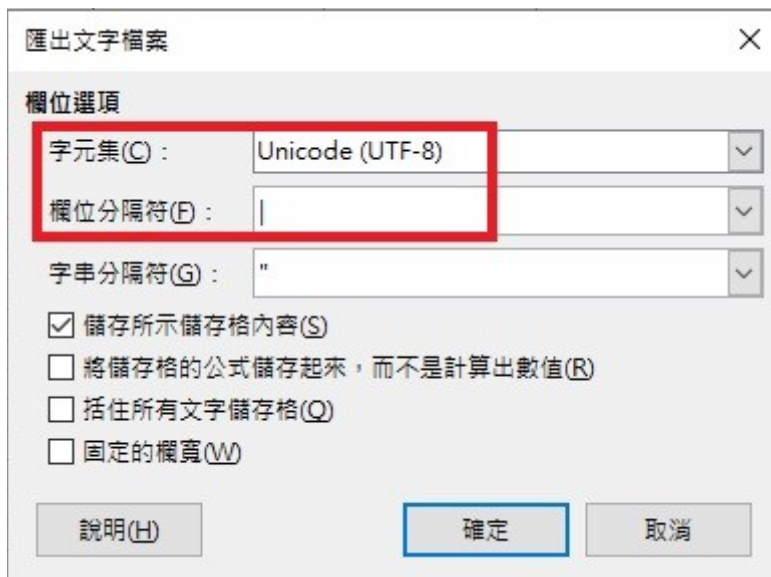 匯出文字檔案
欄位選項
字元集(C)： Unicode (UTF-8)
欄位分隔符(F)： |
字串分隔符(G)： "
儲存所示儲存格內容(S)
將儲存格的公式儲存起來，而不是計算出數值(R)
括住所有文字儲存格(Q)
固定的欄寬(W)
說明(H) 確定 取消